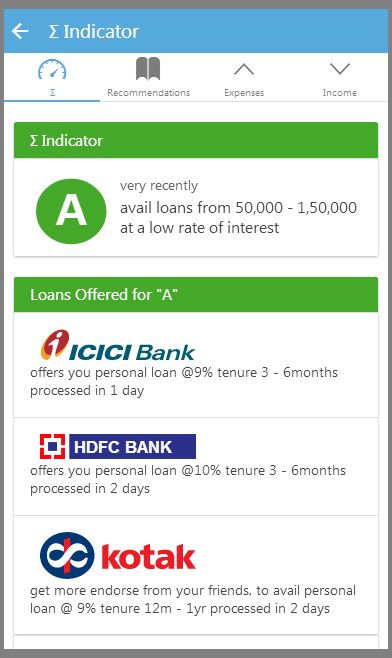 Σ Indicator
Σ
Recommendations
Expenses
Income
Σ Indicator
A
very recently
avail loans from 50,000 - 1,50,000
at a low rate of interest
Loans Offered for "A"
i ICICI Bank
offers you personal loan @9% tenure 3 - 6months
processed in 1 day
HDFC BANK
offers you personal loan @10% tenure 3 - 6months
processed in 2 days
kotak
get more endorse from your friends, to avail personal
loan @ 9% tenure 12m - 1yr processed in 2 days